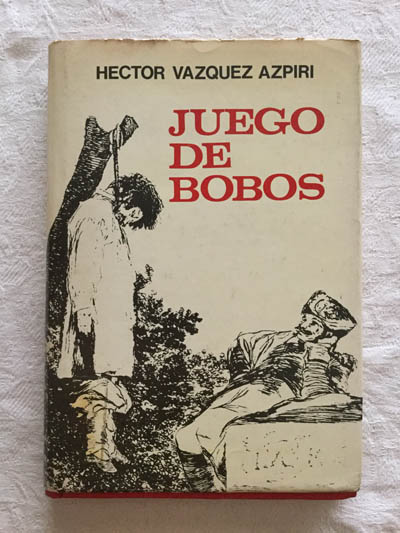 HECTOR VAZQUEZ AZPIRI
JUEGO
DE
BOBOS